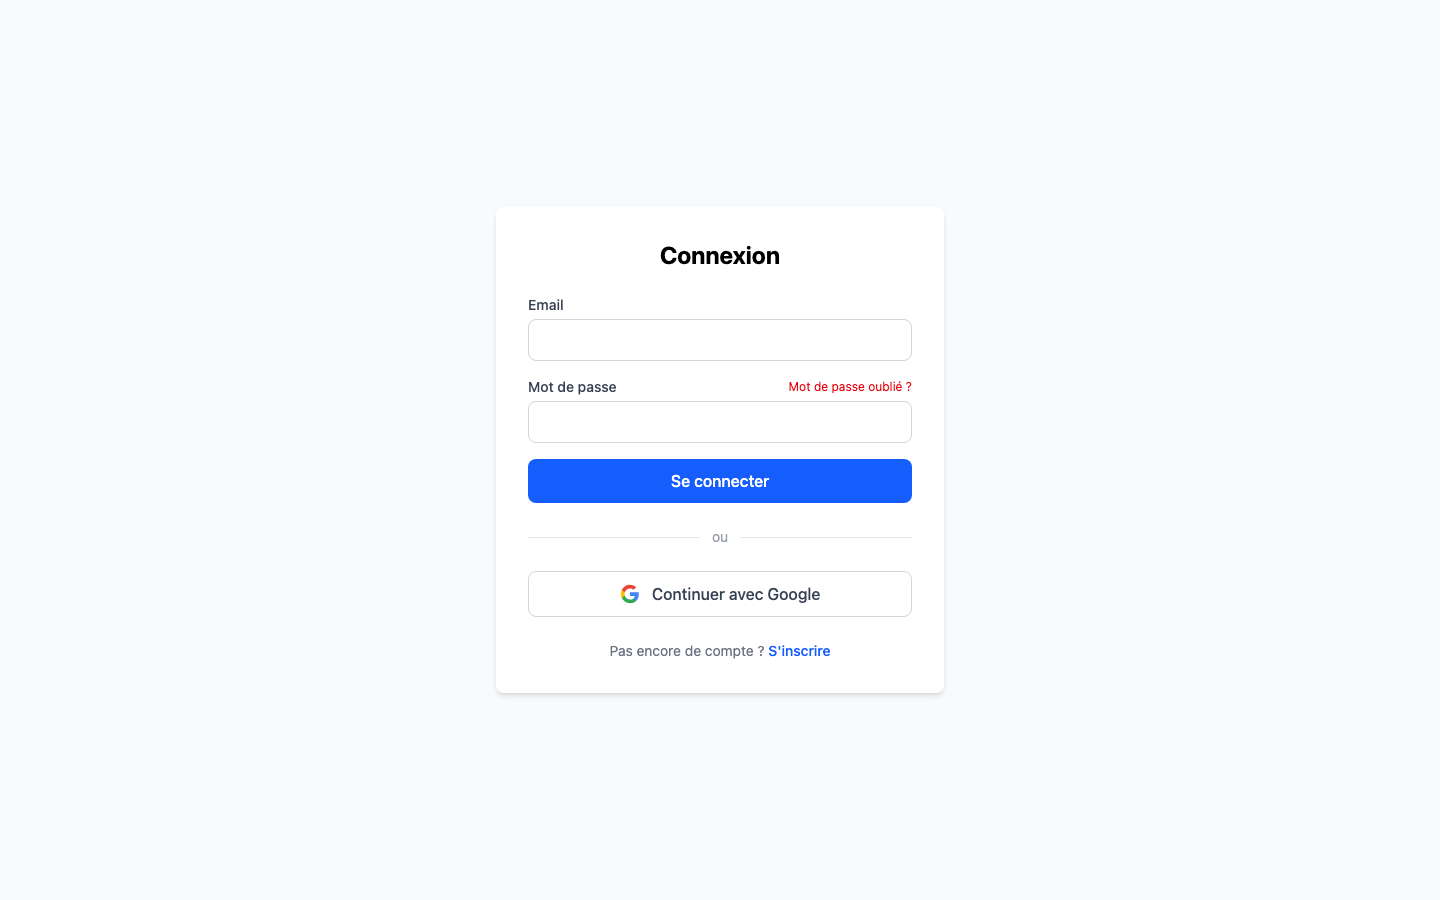 Connexion
Email
Mot de passe
Mot de passe oublié ?
Se connecter
ou
Continuer avec Google
Pas encore de compte ? S'inscrire